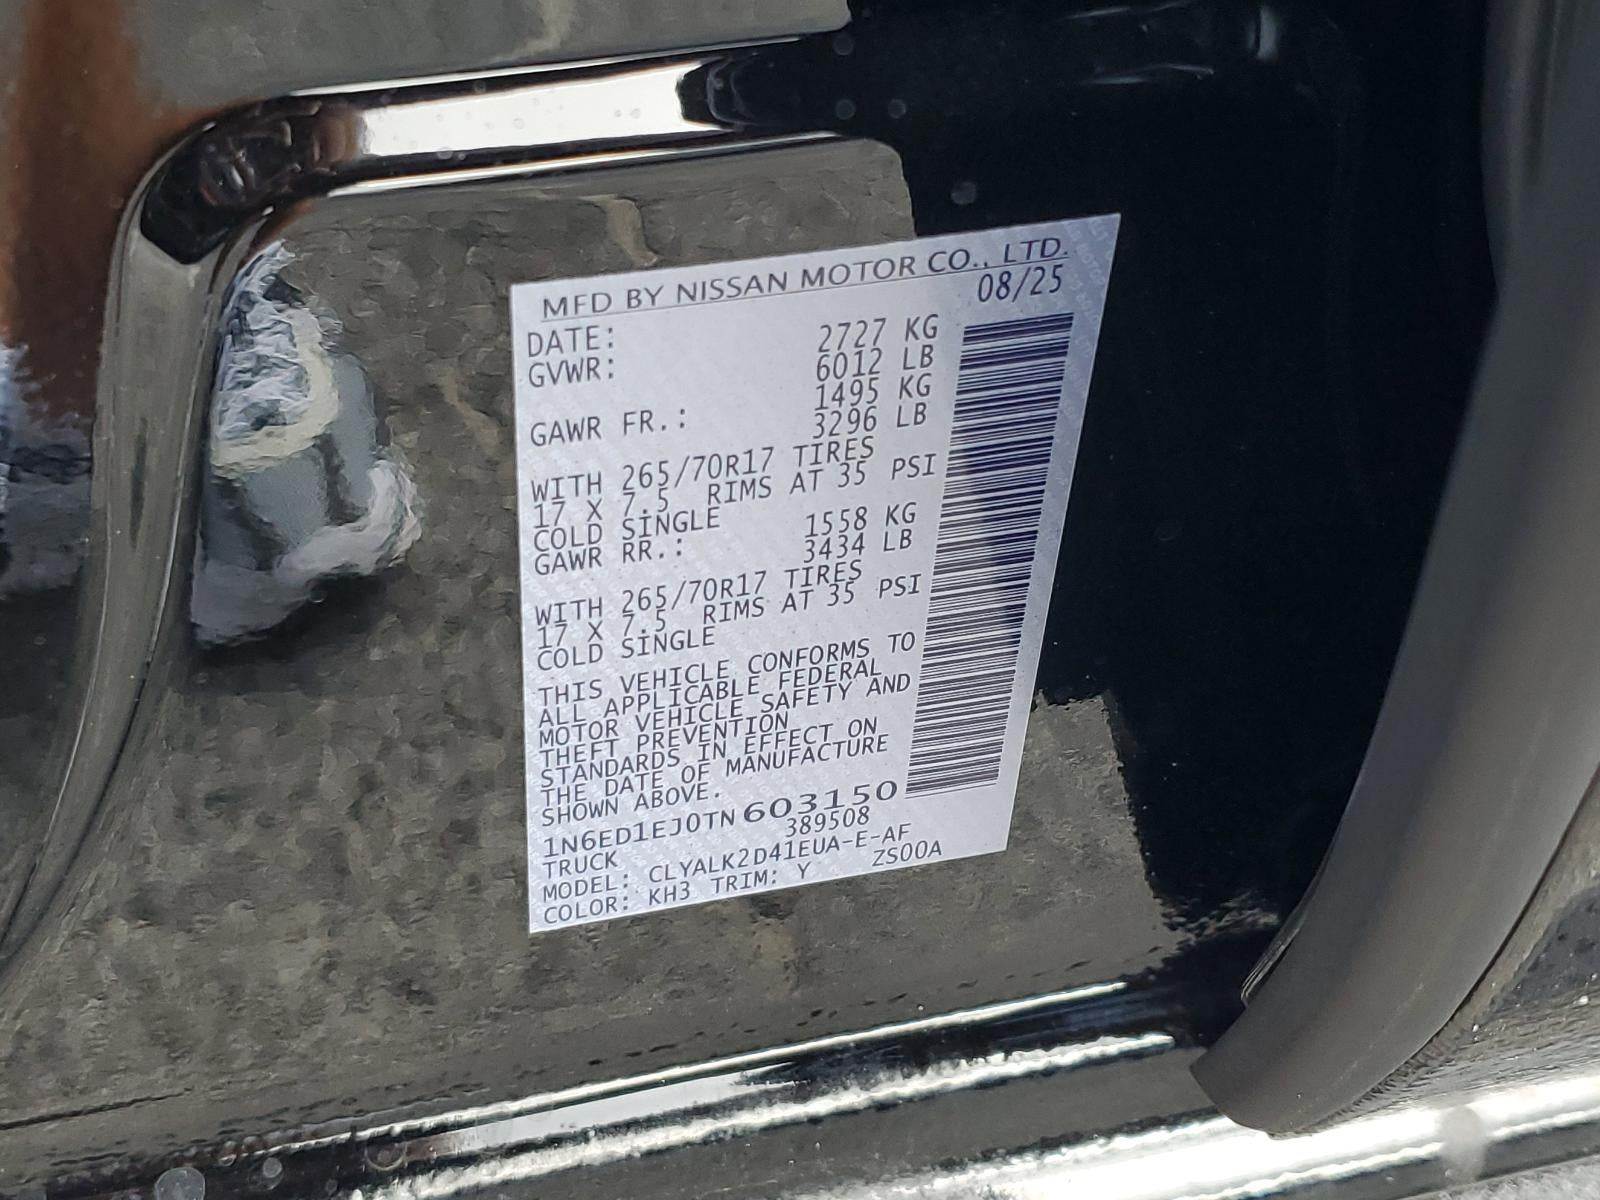 MFD BY NISSAN MOTOR CO., LTD.
DATE: 08/25
GVWR: 2727 KG
6012 LB
GAWR FR.: 1495 KG
3296 LB
WITH 265/70R17 TIRES
17 X 7.5 RIMS AT 35 PSI
COLD SINGLE
GAWR RR.: 1558 KG
3434 LB
WITH 265/70R17 TIRES
17 X 7.5 RIMS AT 35 PSI
COLD SINGLE
THIS VEHICLE CONFORMS TO
ALL APPLICABLE FEDERAL
MOTOR VEHICLE SAFETY AND
THEFT PREVENTION
STANDARDS IN EFFECT ON
THE DATE OF MANUFACTURE
SHOWN ABOVE.
1N6ED1EJ0TN603150
TRUCK 389508
MODEL: CLYALK2D41EUA-E-AF
COLOR: KH3 TRIM: Y ZS00A